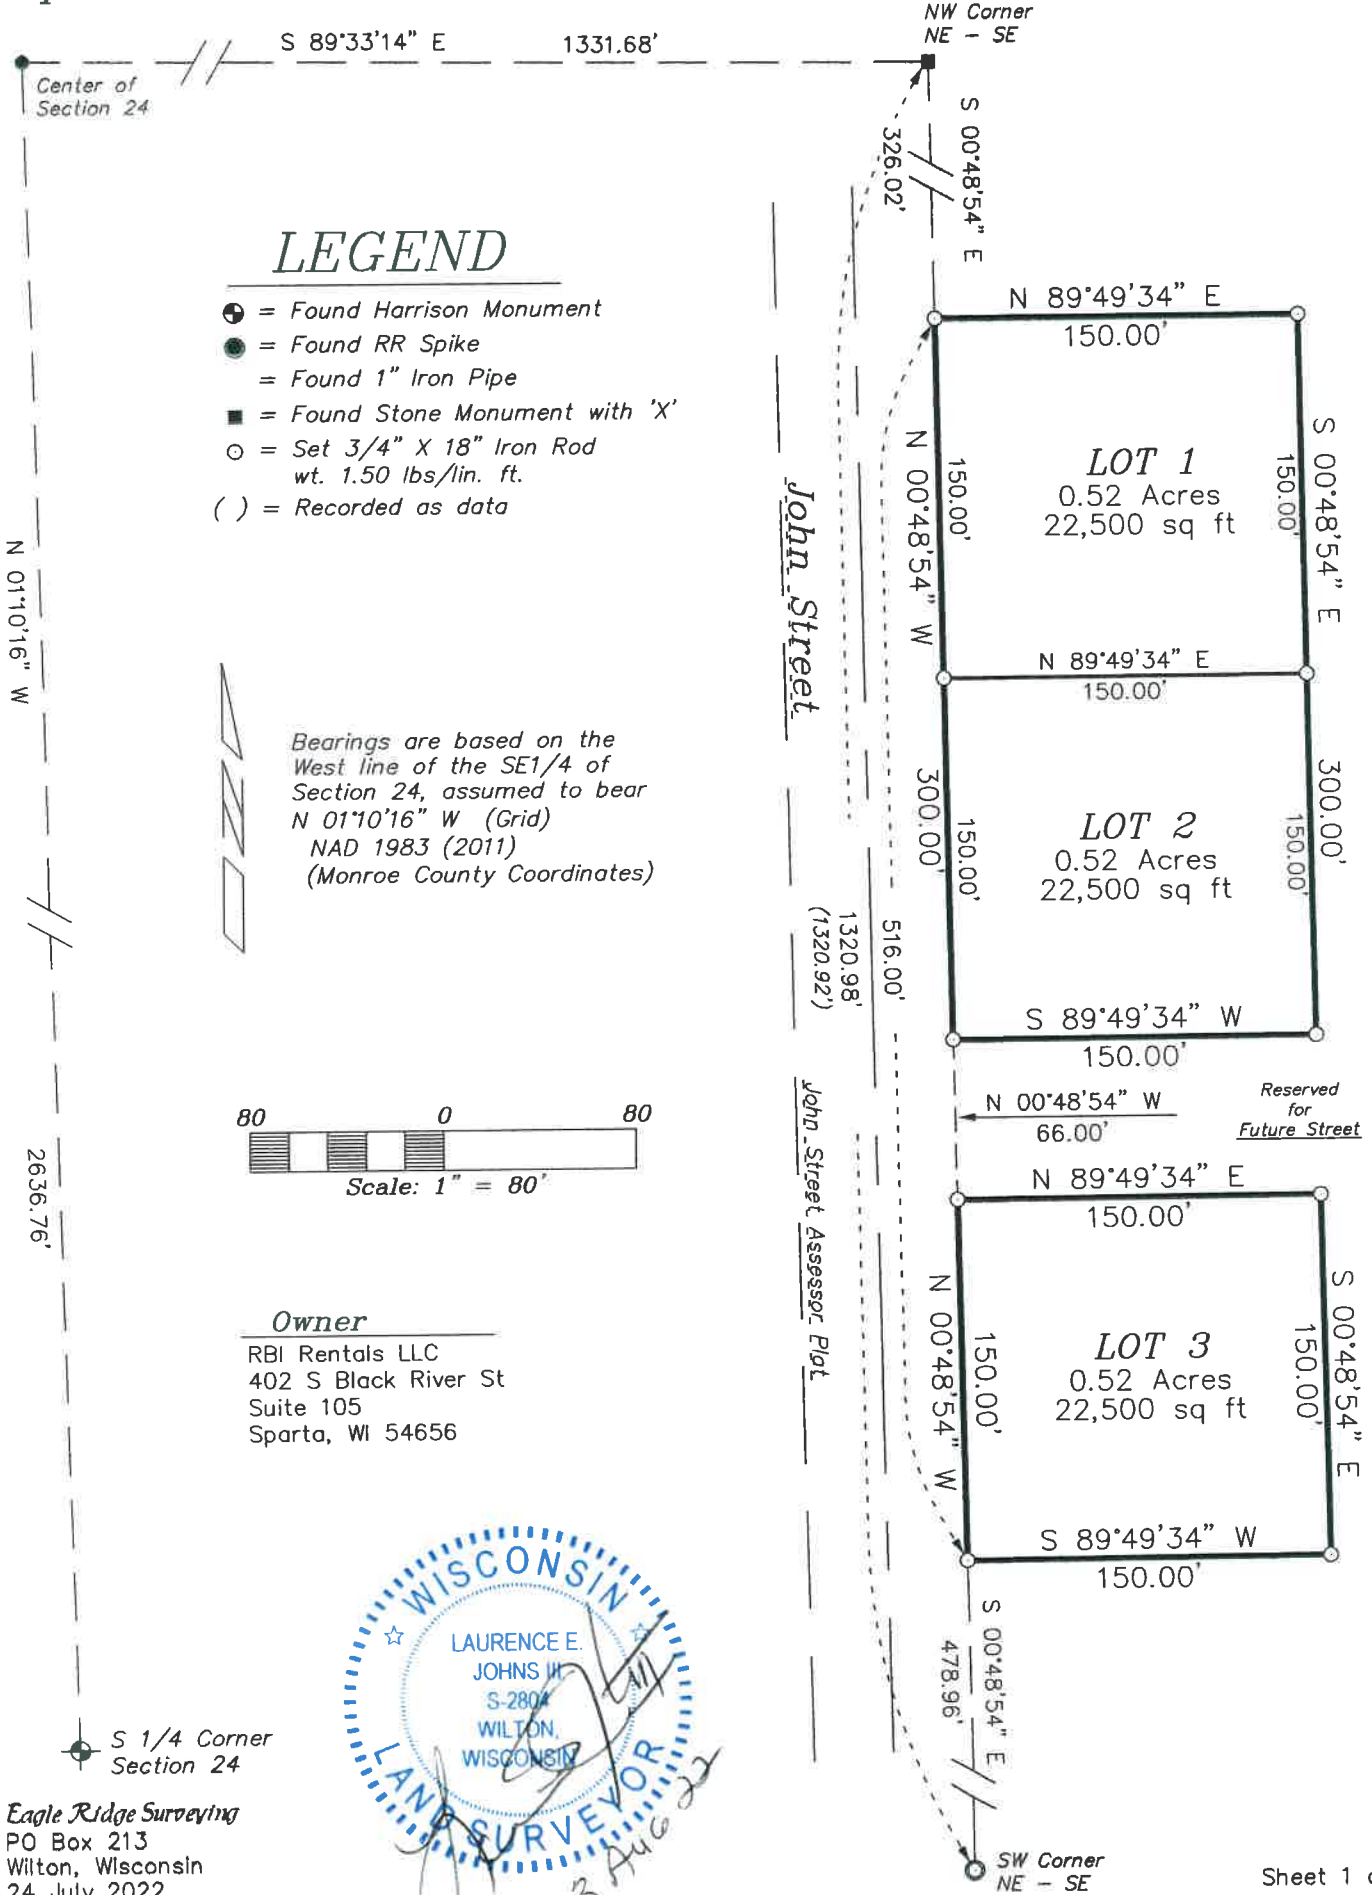 NW Corner
NE - SE
S 89°33'14" E 1331.68'
Center of
Section 24
S 00°48'54" E
326.02'
LEGEND
= Found Harrison Monument
= Found RR Spike
= Found 1" Iron Pipe
= Found Stone Monument with 'X'
= Set 3/4" X 18" Iron Rod
wt. 1.50 lbs/lin. ft.
( ) = Recorded as data
N 89°49'34" E
150.00'
N 00°48'54" W
150.00'
LOT 1
0.52 Acres
22,500 sq ft
150.00'
S 00°48'54" E
N 01°10'16" W
John Street
N 89°49'34" E
150.00'
N
Bearings are based on the
West line of the SE1/4 of
Section 24, assumed to bear
N 01°10'16" W (Grid)
NAD 1983 (2011)
(Monroe County Coordinates)
300.00'
150.00'
LOT 2
0.52 Acres
22,500 sq ft
150.00'
300.00'
516.00'
1320.98'
(1320.92')
S 89°49'34" W
150.00'
N 00°48'54" W
66.00'
Reserved
for
Future Street
80 0 80
Scale: 1" = 80'
2636.76'
John Street Assessor Plat
N 89°49'34" E
150.00'
N 00°48'54" W
150.00'
LOT 3
0.52 Acres
22,500 sq ft
150.00'
S 00°48'54" E
Owner
RBI Rentals LLC
402 S Black River St
Suite 105
Sparta, WI 54656
S 89°49'34" W
150.00'
WISCONSIN
LAURENCE E.
JOHNS III
S-2804
WILTON,
WISCONSIN
LAND SURVEYOR
S 00°48'54" E
478.96'
S 1/4 Corner
Section 24
Eagle Ridge Surveying
PO Box 213
Wilton, Wisconsin
24 July 2022
3 Aug 22
SW Corner
NE - SE
Sheet 1 o